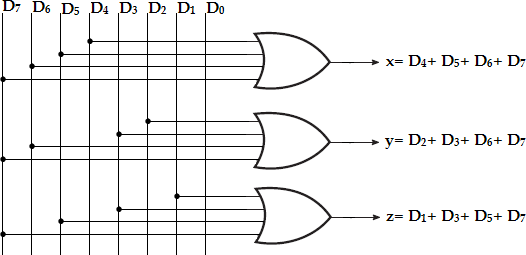 D₇ D₆ D₅ D₄ D₃ D₂ D₁ D₀
x= D₄+ D₅+ D₆+ D₇
y= D₂+ D₃+ D₆+ D₇
z= D₁+ D₃+ D₅+ D₇